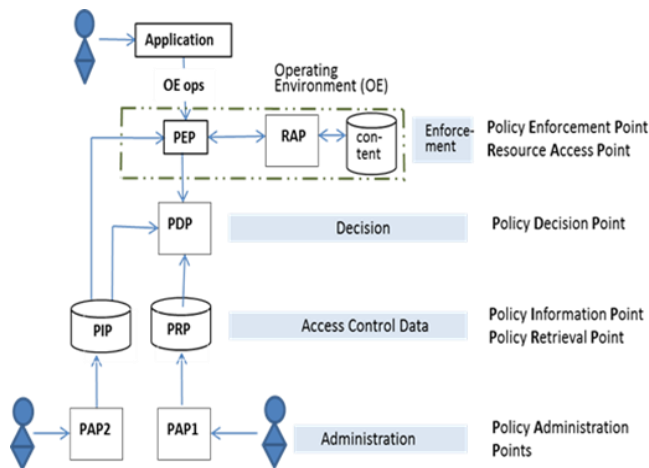 Application
OE ops
Operating
Environment (OE)
PEP
RAP
con-
tent
Enforce-
ment
Policy Enforcement Point
Resource Access Point
PDP
Decision
Policy Decision Point
PIP
PRP
Access Control Data
Policy Information Point
Policy Retrieval Point
PAP2
PAP1
Administration
Policy Administration
Points